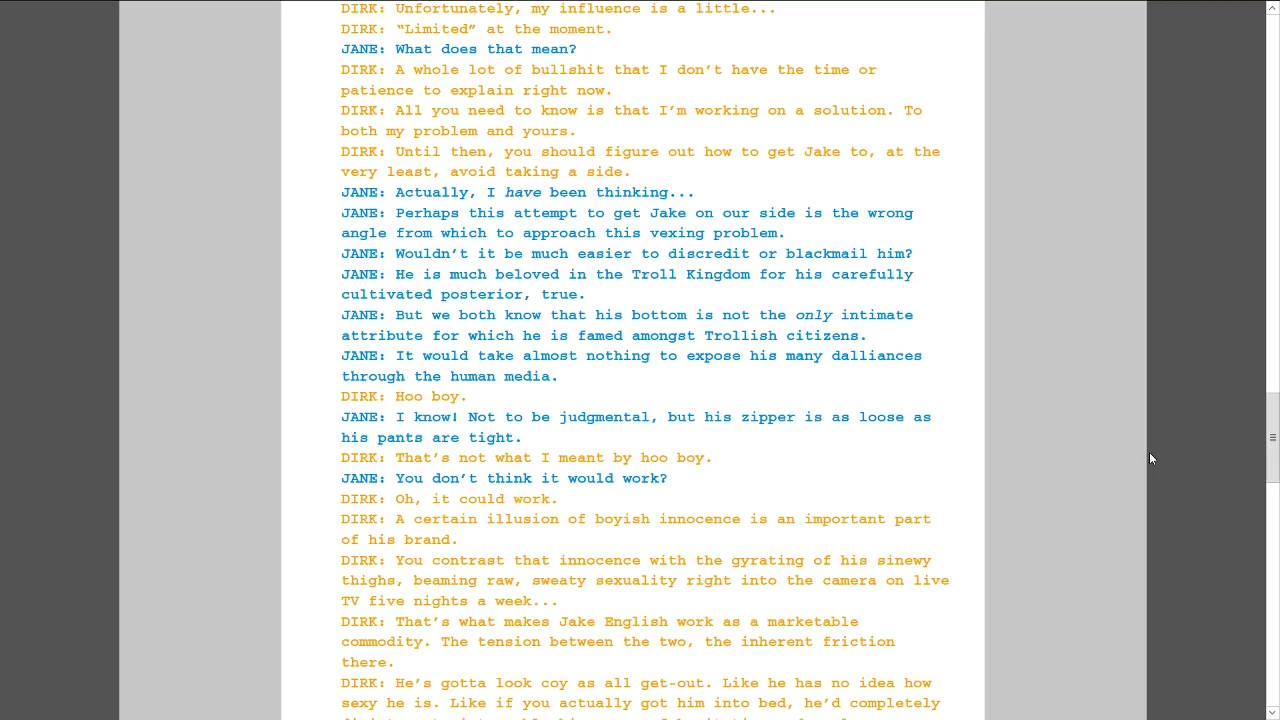 DIRK: Unfortunately, my influence is a little...
DIRK: “Limited” at the moment.
JANE: What does that mean?
DIRK: A whole lot of bullshit that I don’t have the time or
patience to explain right now.
DIRK: All you need to know is that I’m working on a solution. To
both my problem and yours.
DIRK: Until then, you should figure out how to get Jake to, at the
very least, avoid taking a side.
JANE: Actually, I have been thinking...
JANE: Perhaps this attempt to get Jake on our side is the wrong
angle from which to approach this vexing problem.
JANE: Wouldn’t it be much easier to discredit or blackmail him?
JANE: He is much beloved in the Troll Kingdom for his carefully
cultivated posterior, true.
JANE: But we both know that his bottom is not the only intimate
attribute for which he is famed amongst Trollish citizens.
JANE: It would take almost nothing to expose his many dalliances
through the human media.
DIRK: Hoo boy.
JANE: I know! Not to be judgmental, but his zipper is as loose as
his pants are tight.
DIRK: That’s not what I meant by hoo boy.
JANE: You don’t think it would work?
DIRK: Oh, it could work.
DIRK: A certain illusion of boyish innocence is an important part
of his brand.
DIRK: You contrast that innocence with the gyrating of his sinewy
thighs, beaming raw, sweaty sexuality right into the camera on live
TV five nights a week...
DIRK: That’s what makes Jake English work as a marketable
commodity. The tension between the two, the inherent friction
there.
DIRK: He’s gotta look coy as all get-out. Like he has no idea how
sexy he is. Like if you actually got him into bed, he’d completely